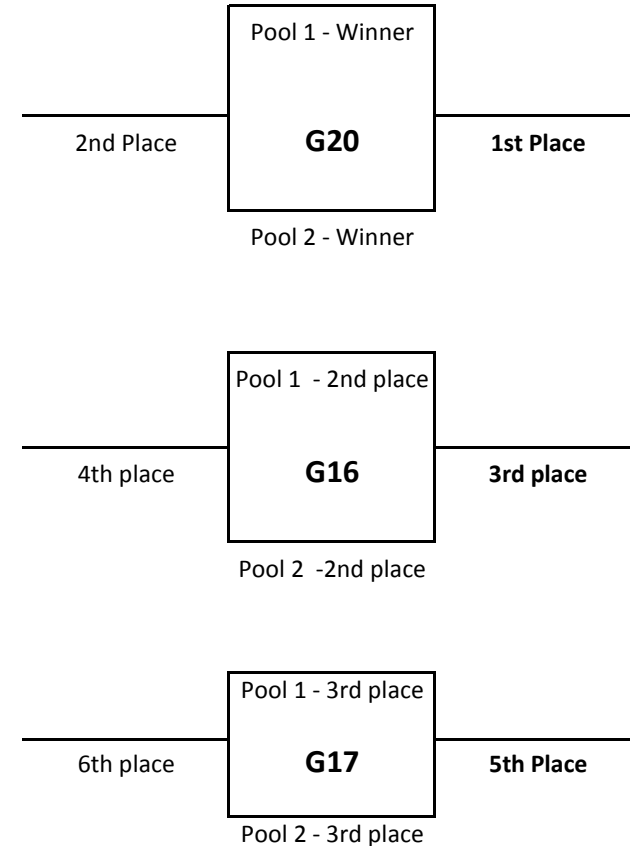 Pool 1 - Winner
2nd Place
G20
1st Place
Pool 2 - Winner
Pool 1  - 2nd place
4th place
G16
3rd place
Pool 2  -2nd place
Pool 1 - 3rd place
6th place
G17
5th Place
Pool 2 - 3rd place